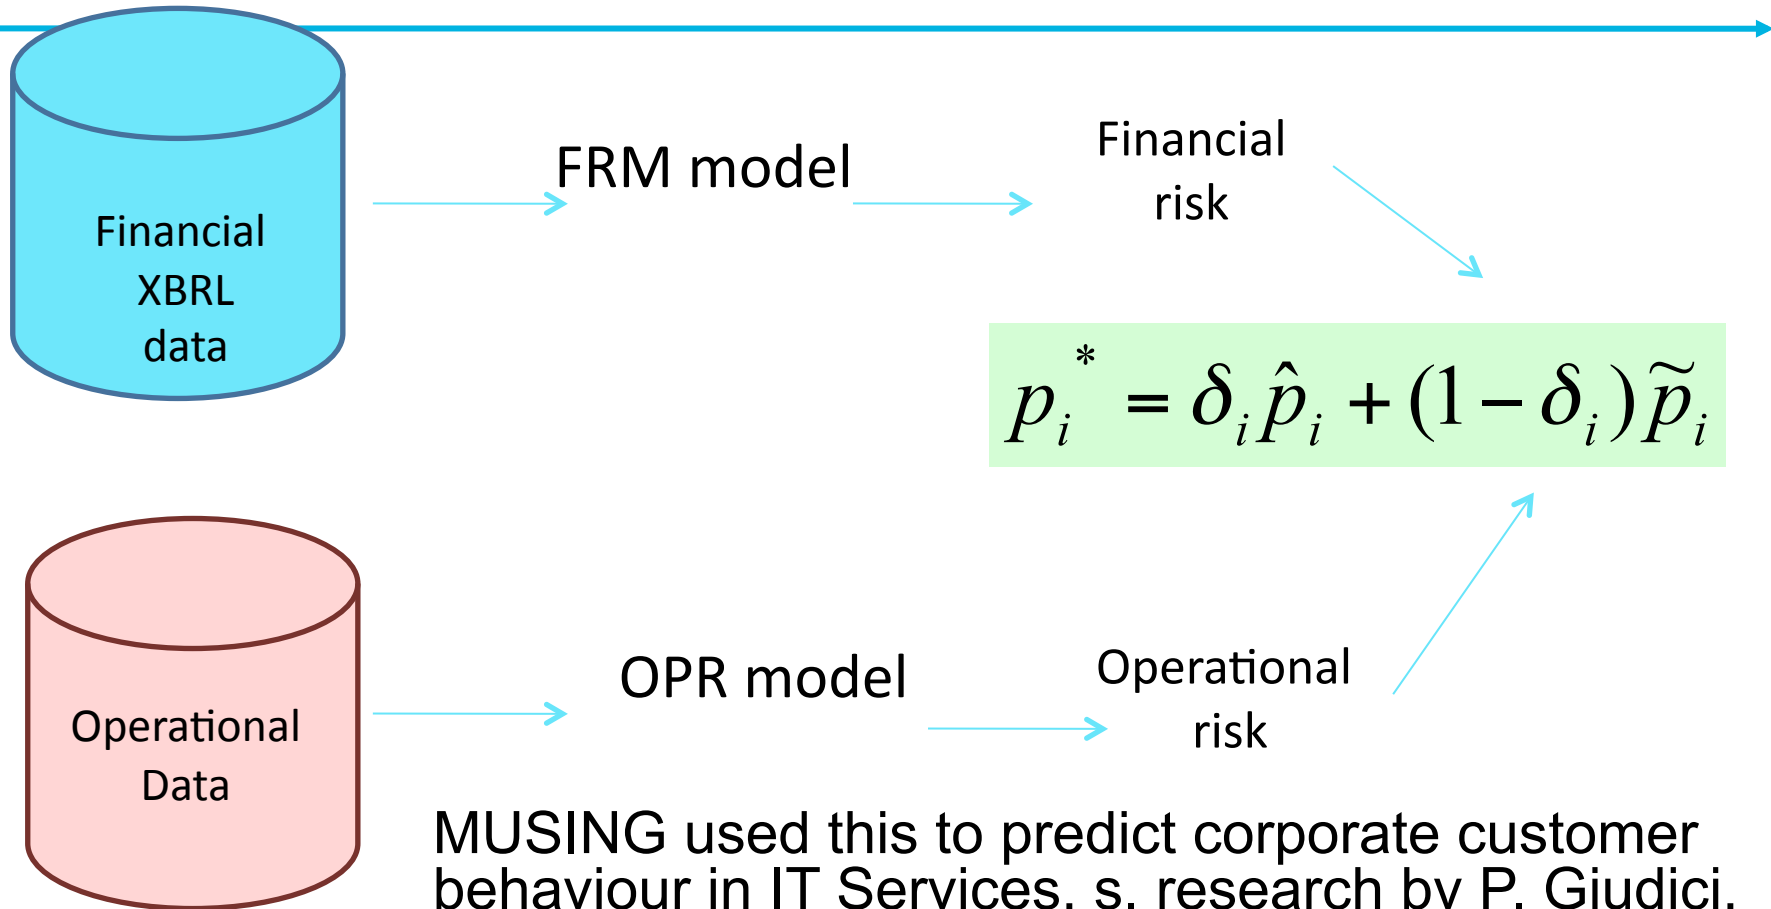 Financial
XBRL
data
FRM model
Financial
risk
p_i^* = δ_i p̂_i + (1 − δ_i) p̃_i
Operational
Data
OPR model
Operational
risk
MUSING used this to predict corporate customer
behaviour in IT Services, s. research by P. Giudici.